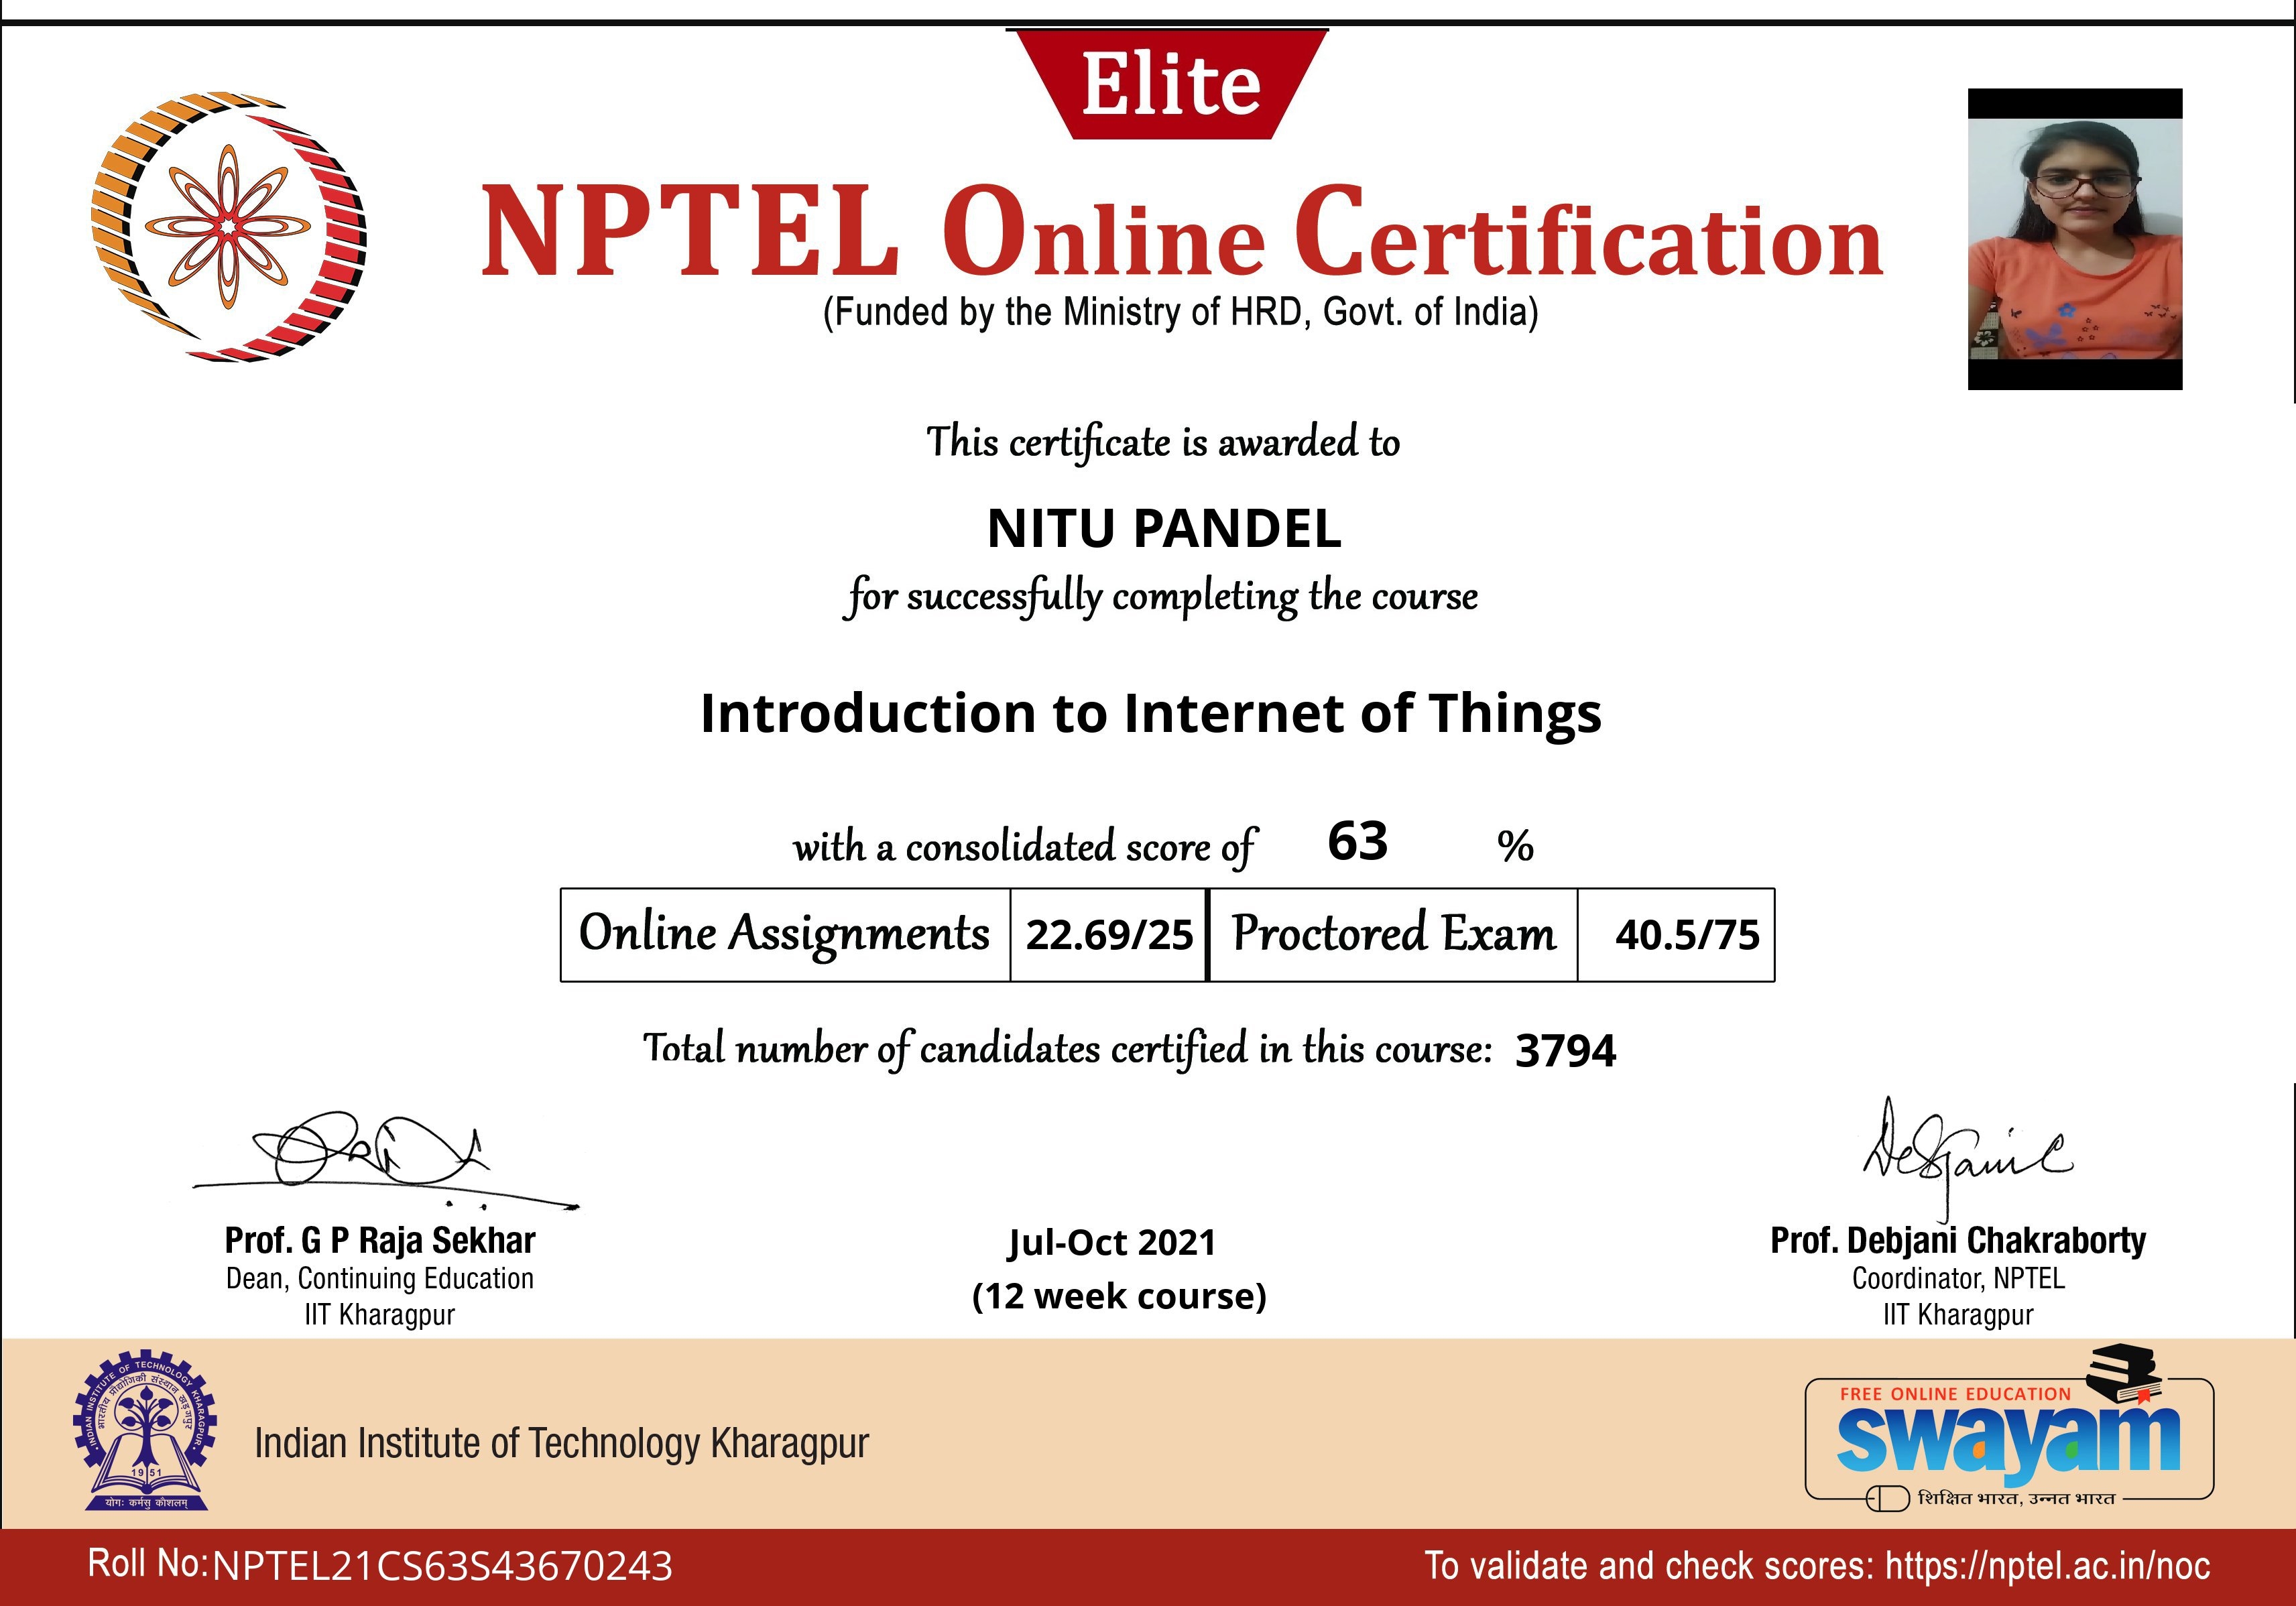 Elite
NPTEL Online Certification
(Funded by the Ministry of HRD, Govt. of India)
This certificate is awarded to
NITU PANDEL
for successfully completing the course
Introduction to Internet of Things
with a consolidated score of 63 %
Online Assignments 22.69/25 Proctored Exam 40.5/75
Total number of candidates certified in this course: 3794
Debjani C
Prof. G P Raja Sekhar
Dean, Continuing Education
IIT Kharagpur
Jul-Oct 2021
(12 week course)
Prof. Debjani Chakraborty
Coordinator, NPTEL
IIT Kharagpur
INDIAN INSTITUTE OF TECHNOLOGY KHARAGPUR
भारतीय प्रौद्योगिकी संस्थान खड़गपुर
1951
योगः कर्मसु कौशलम्
Indian Institute of Technology Kharagpur
FREE ONLINE EDUCATION
swayam
शिक्षित भारत, उन्नत भारत
Roll No:NPTEL21CS63S43670243
To validate and check scores: https://nptel.ac.in/noc